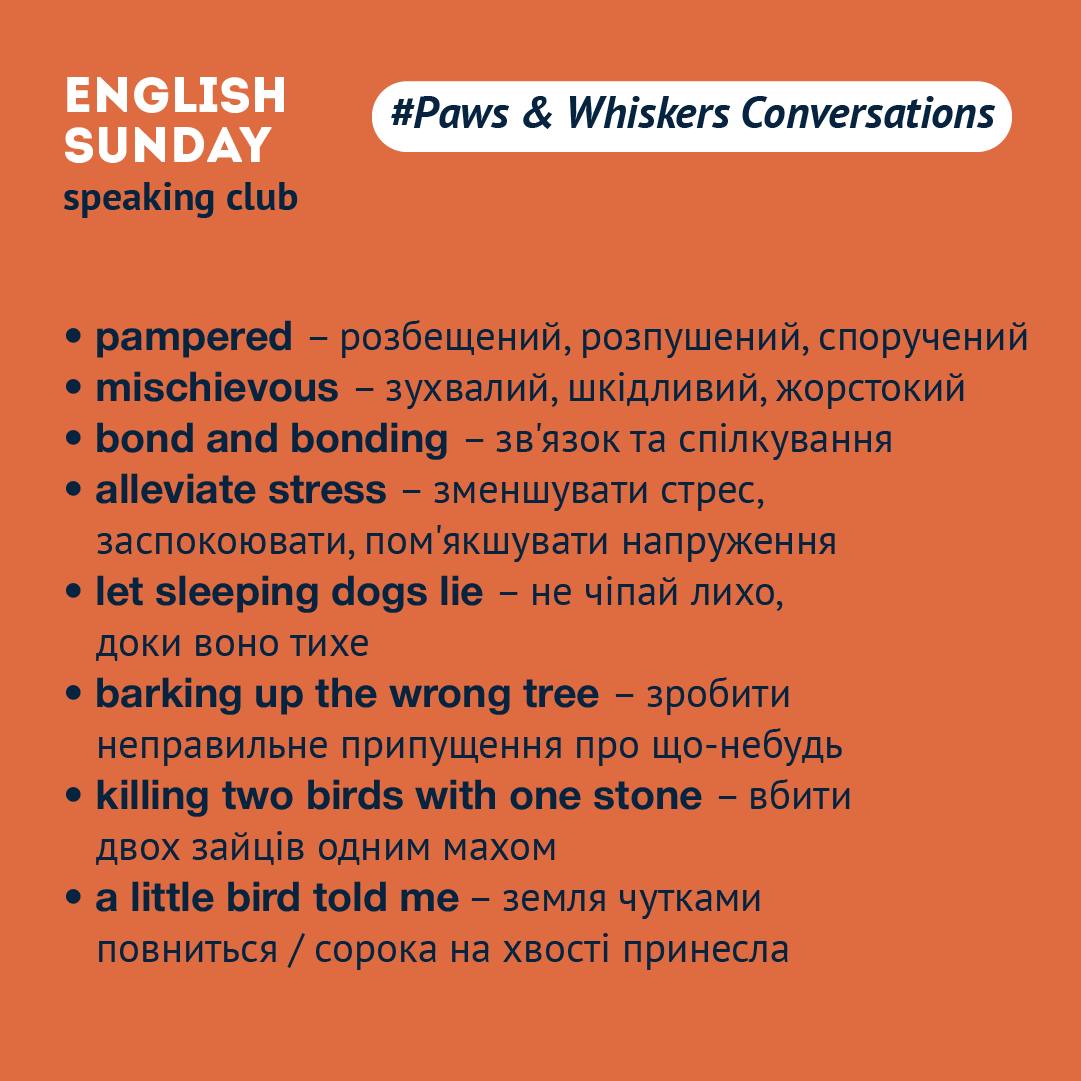 ENGLISH
SUNDAY
speaking club
#Paws & Whiskers Conversations
• pampered – розбещений, розпушений, споручений
• mischievous – зухвалий, шкідливий, жорстокий
• bond and bonding – зв'язок та спілкування
• alleviate stress – зменшувати стрес,
заспокоювати, пом'якшувати напруження
• let sleeping dogs lie – не чіпай лихо,
доки воно тихе
• barking up the wrong tree – зробити
неправильне припущення про що-небудь
• killing two birds with one stone – вбити
двох зайців одним махом
• a little bird told me – земля чутками
повниться / сорока на хвості принесла